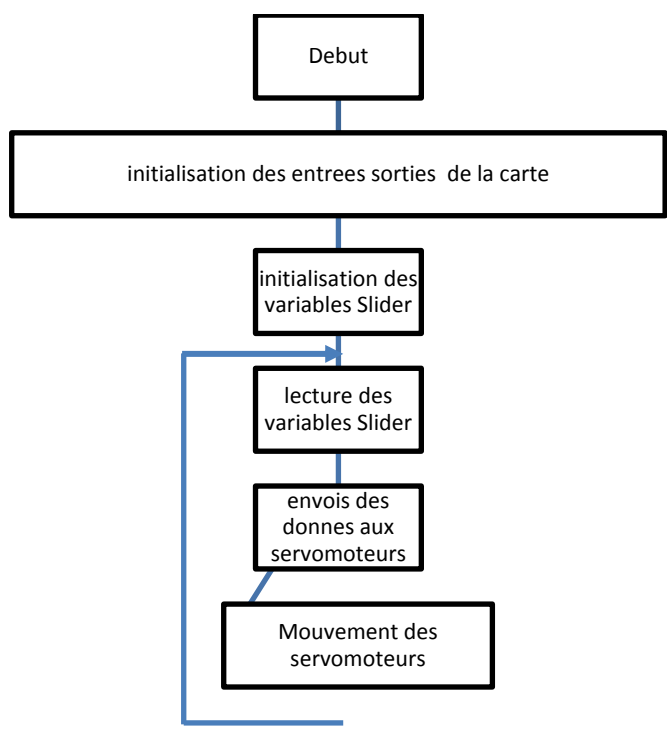 Debut
initialisation des entrees sorties de la carte
initialisation des
variables Slider
lecture des
variables Slider
envois des
donnes aux
servomoteurs
Mouvement des
servomoteurs